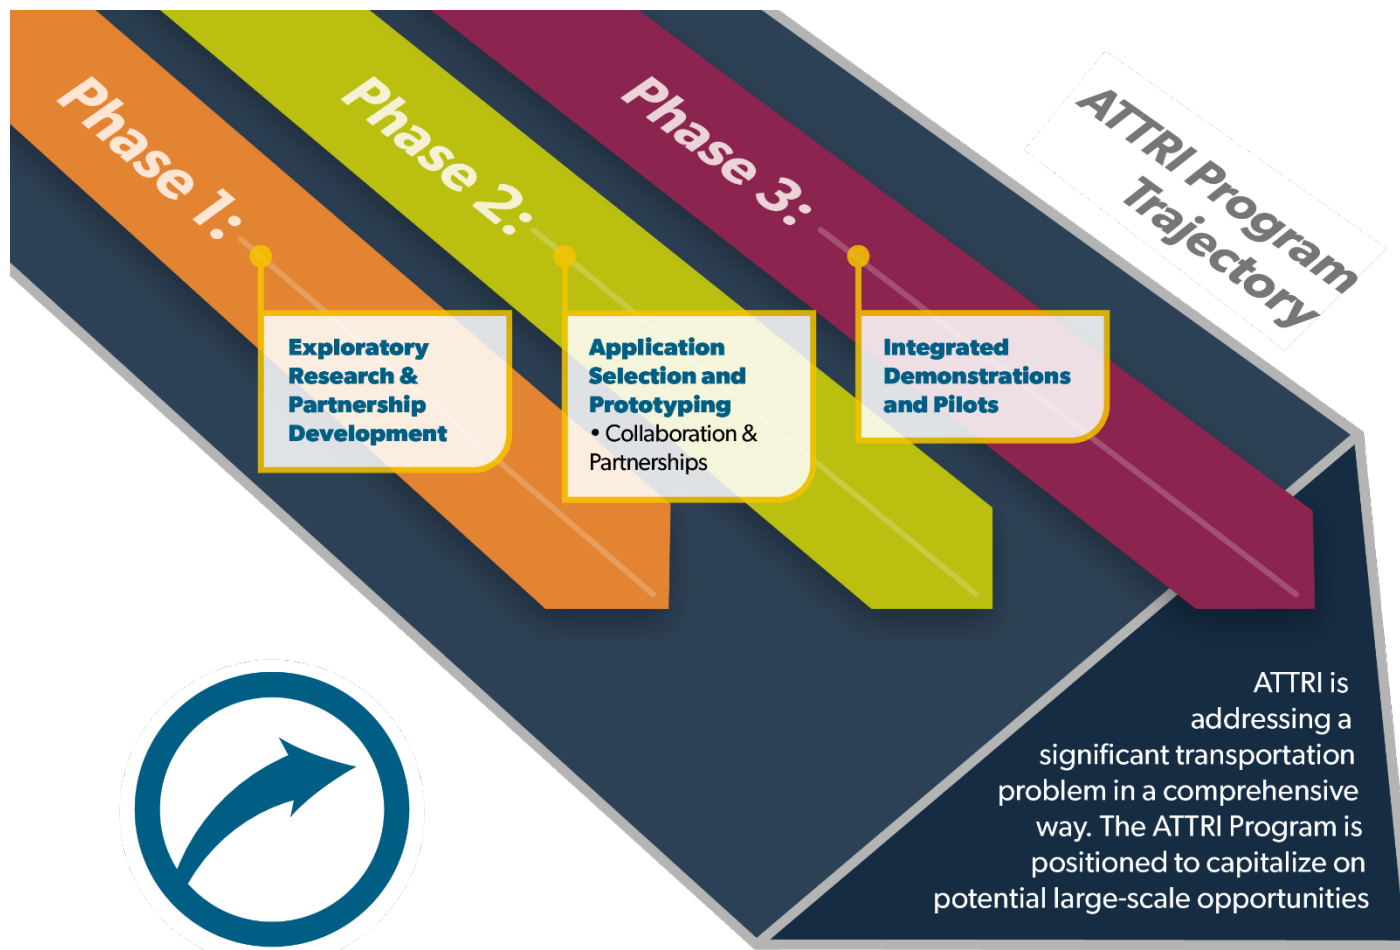 ATTRI Program
Trajectory
Phase 1:
Exploratory
Research &
Partnership
Development
Phase 2:
Application
Selection and
Prototyping
• Collaboration &
Partnerships
Phase 3:
Integrated
Demonstrations
and Pilots
ATTRI is
addressing a
significant transportation
problem in a comprehensive
way. The ATTRI Program is
positioned to capitalize on
potential large-scale opportunities